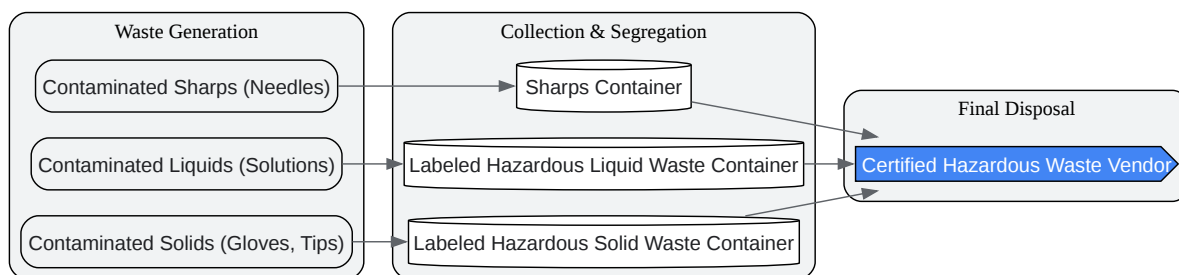 Waste Generation
Contaminated Sharps (Needles)
Contaminated Liquids (Solutions)
Contaminated Solids (Gloves, Tips)
Collection & Segregation
Sharps Container
Labeled Hazardous Liquid Waste Container
Labeled Hazardous Solid Waste Container
Final Disposal
Certified Hazardous Waste Vendor